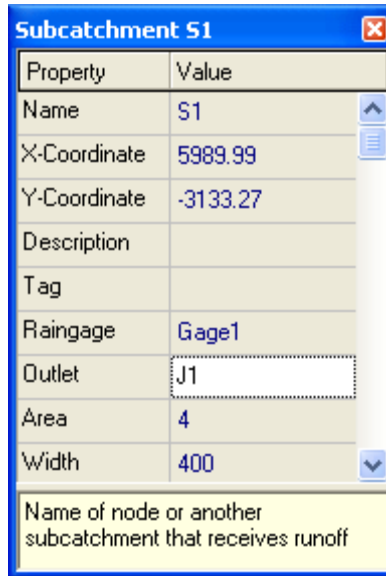 Subcatchment S1
Property Value
Name S1
X-Coordinate 5989.99
Y-Coordinate -3133.27
Description
Tag
Raingage Gage1
Outlet J1
Area 4
Width 400
Name of node or another
subcatchment that receives runoff